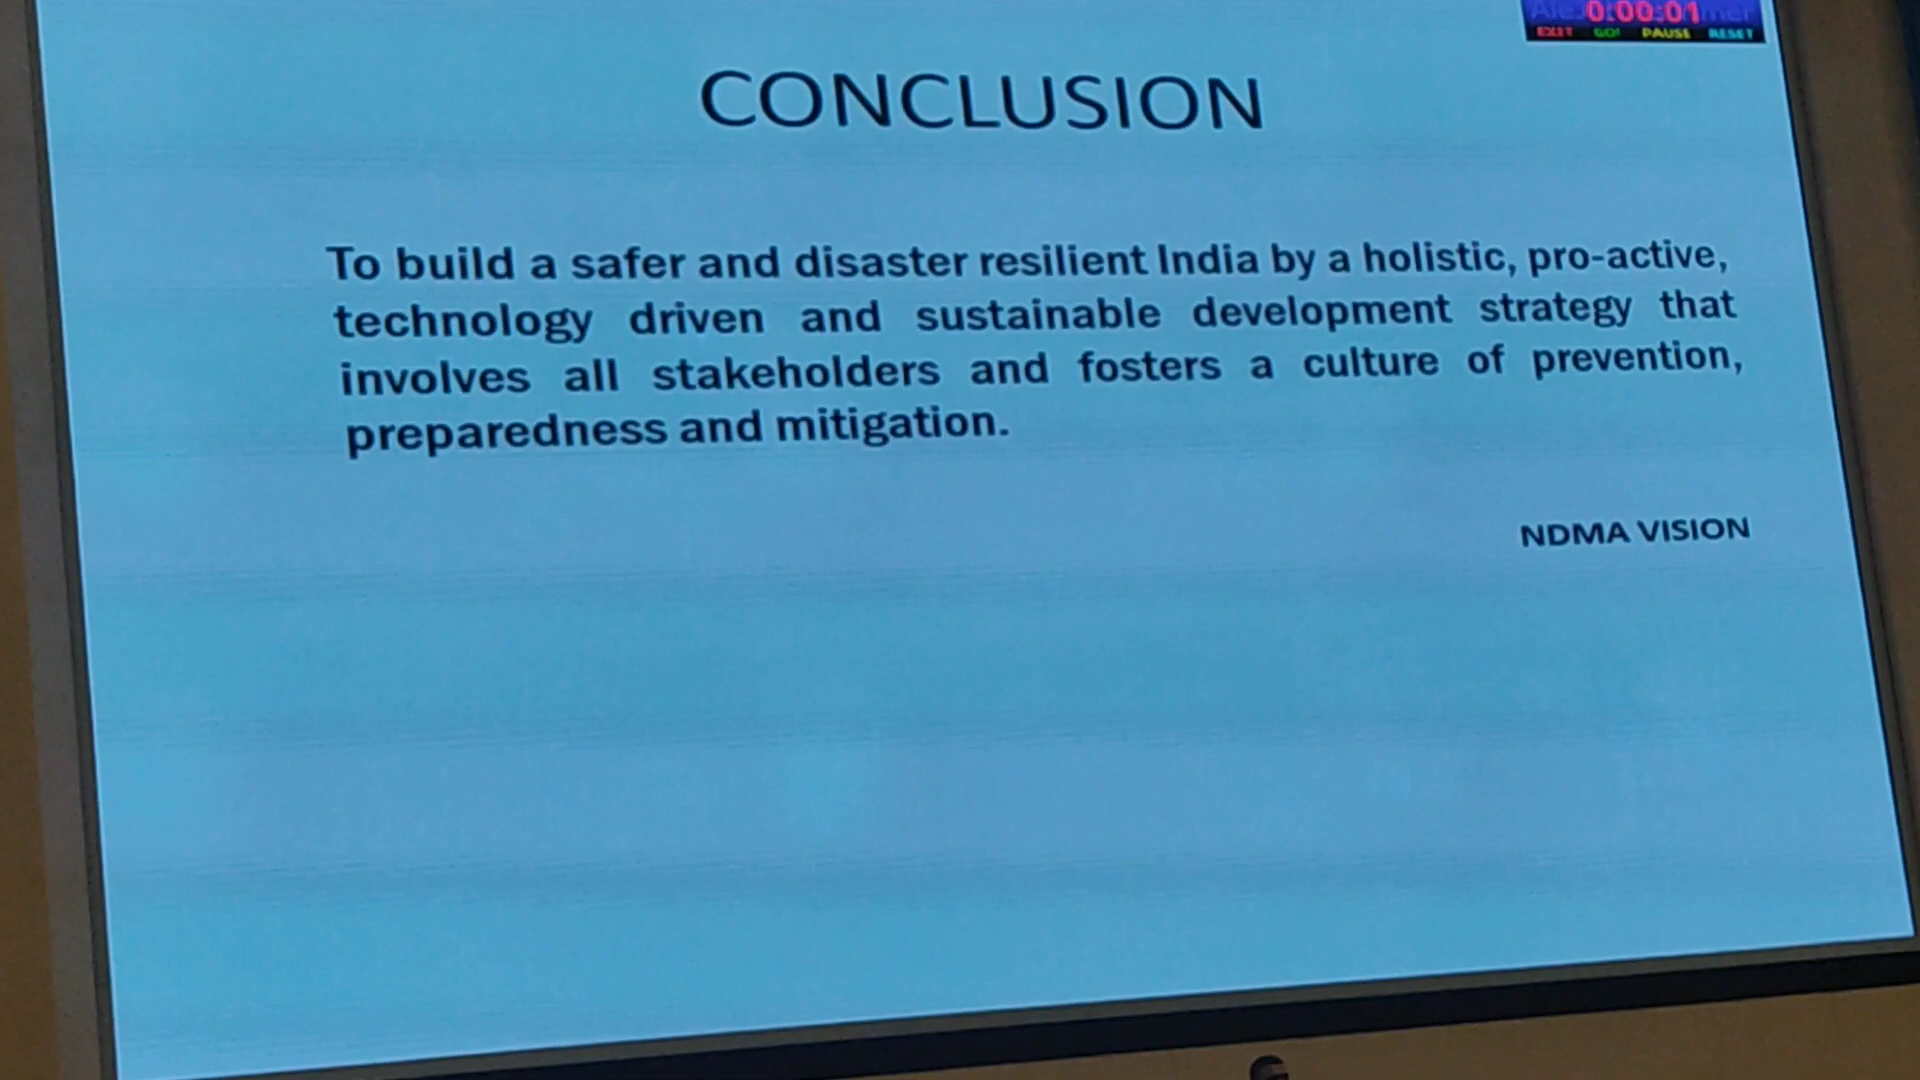 0:00:01
EXIT GO! PAUSE RESET
CONCLUSION
To build a safer and disaster resilient India by a holistic, pro-active,
technology driven and sustainable development strategy that
involves all stakeholders and fosters a culture of prevention,
preparedness and mitigation.
NDMA VISION